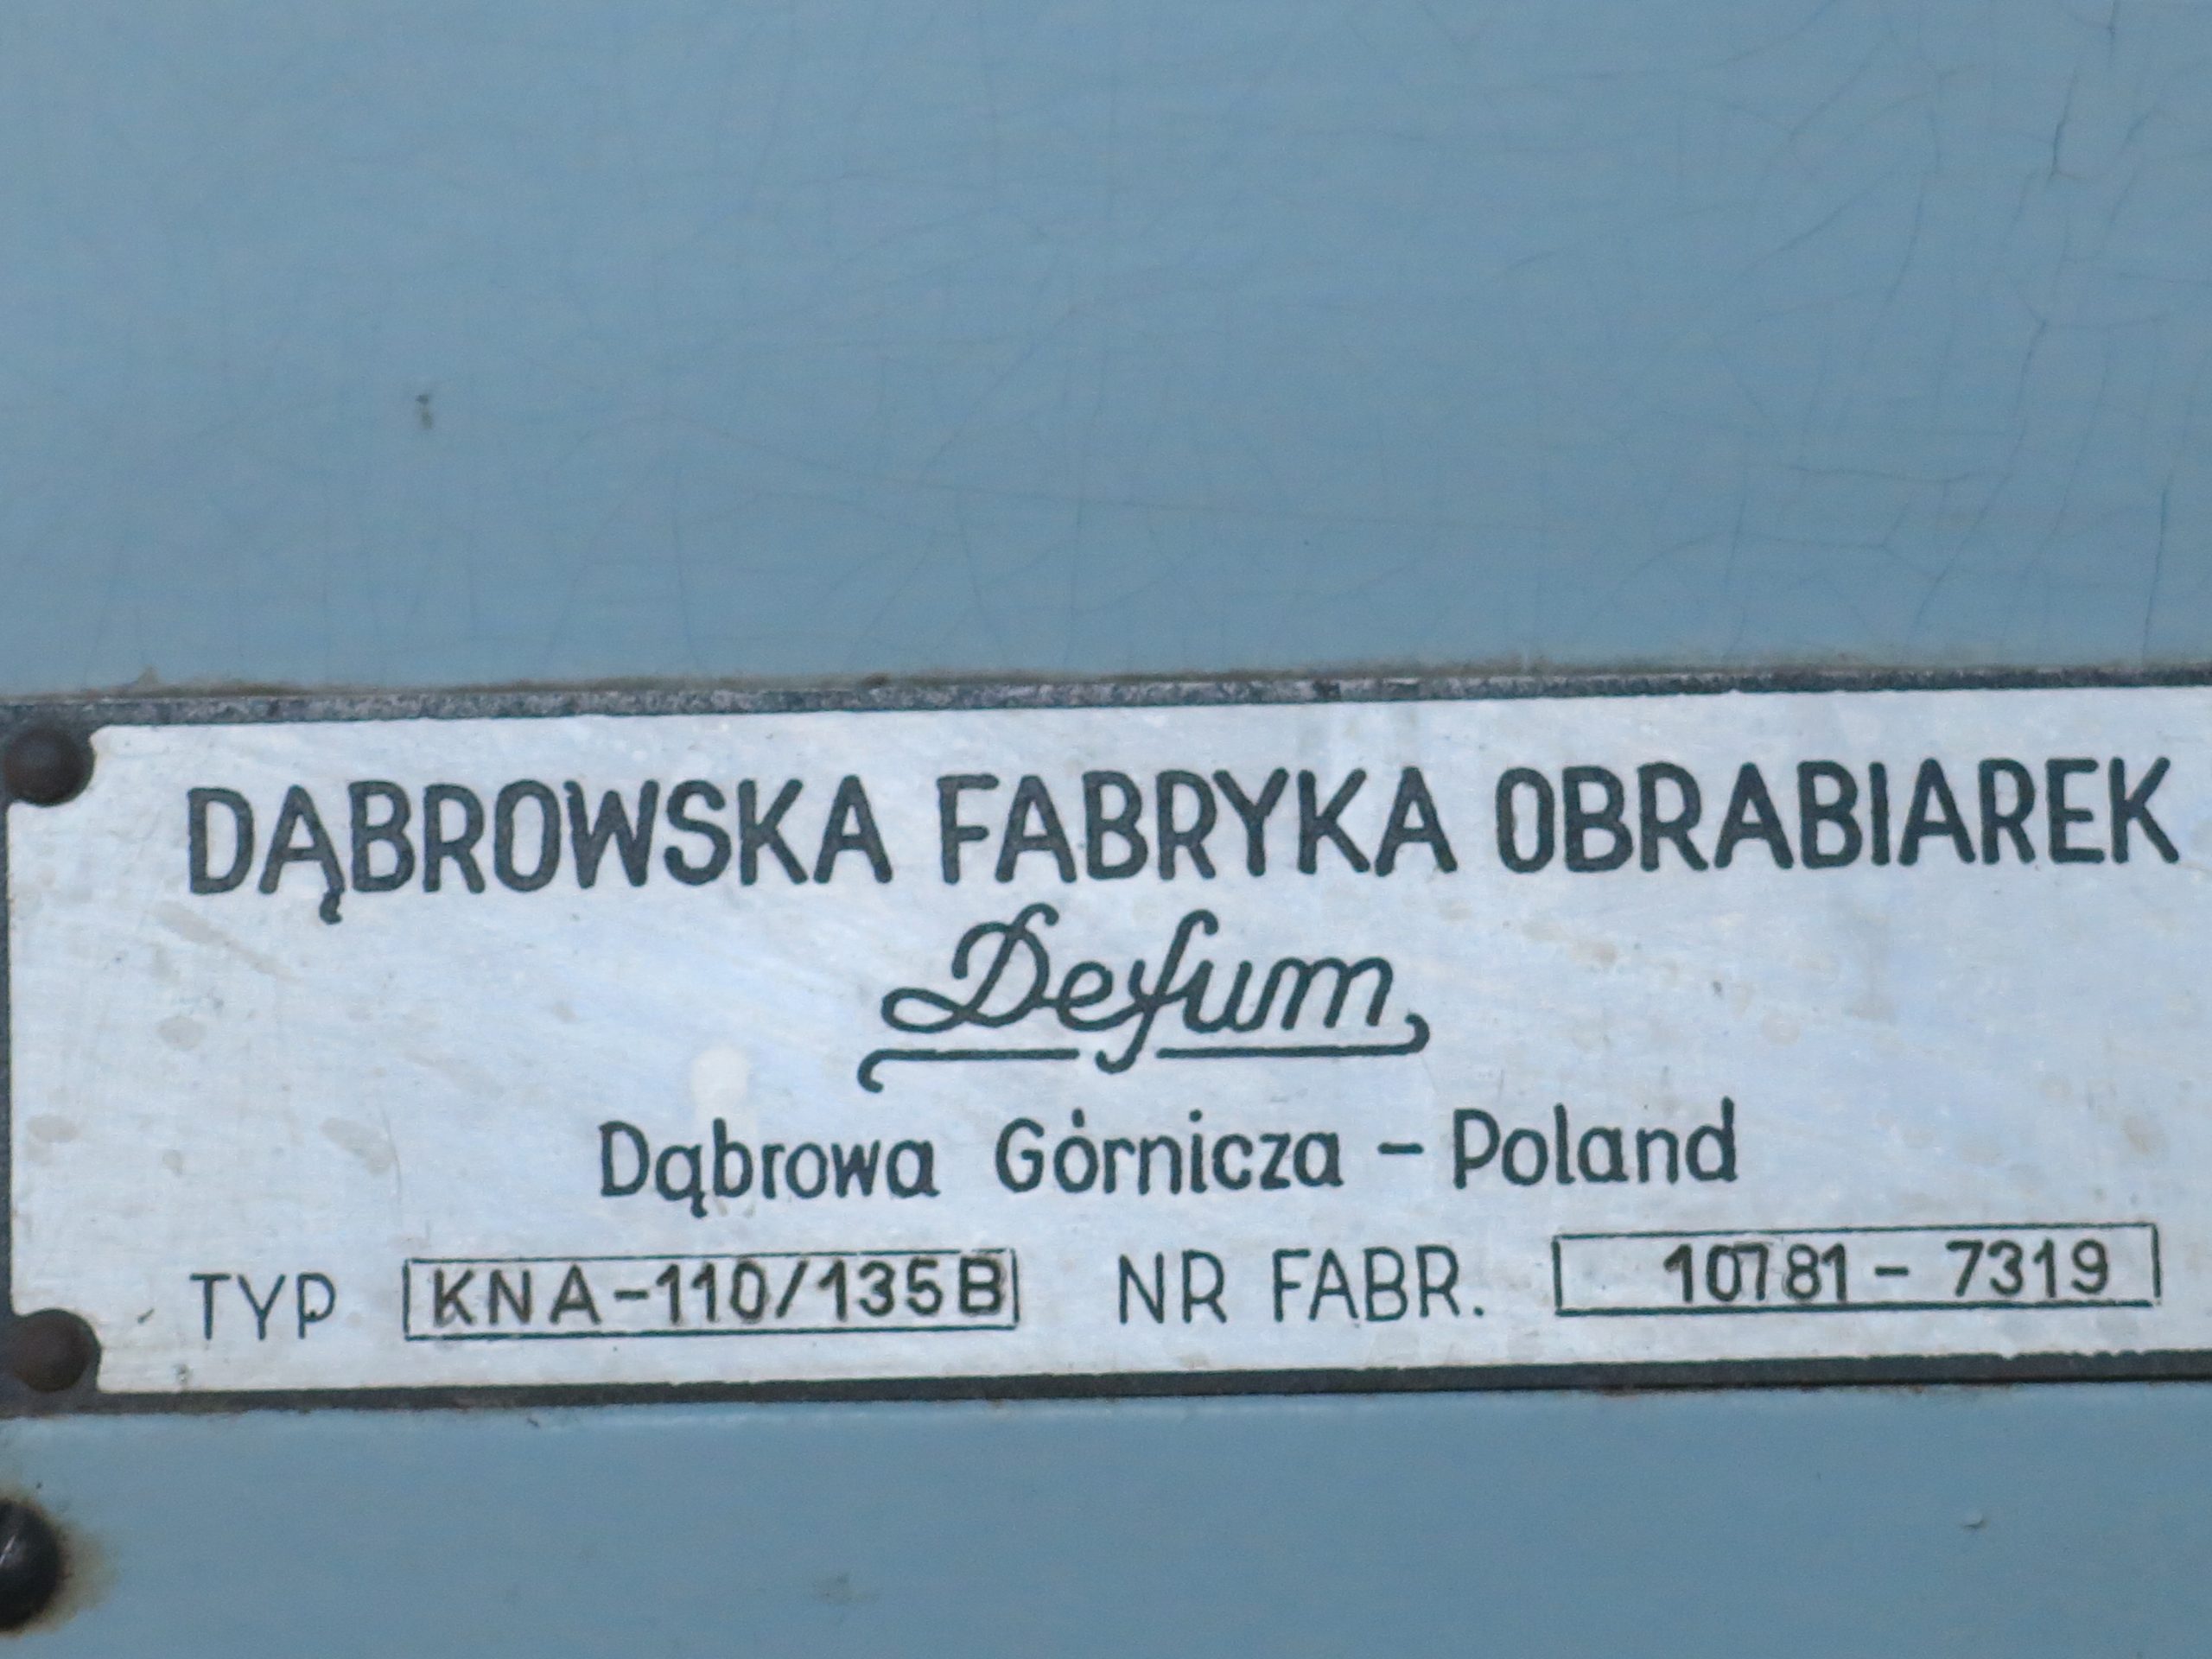 DĄBROWSKA FABRYKA OBRABIAREK
Defum
Dąbrowa Górnicza - Poland
TYP KNA-110/135B NR FABR. 10781-7319